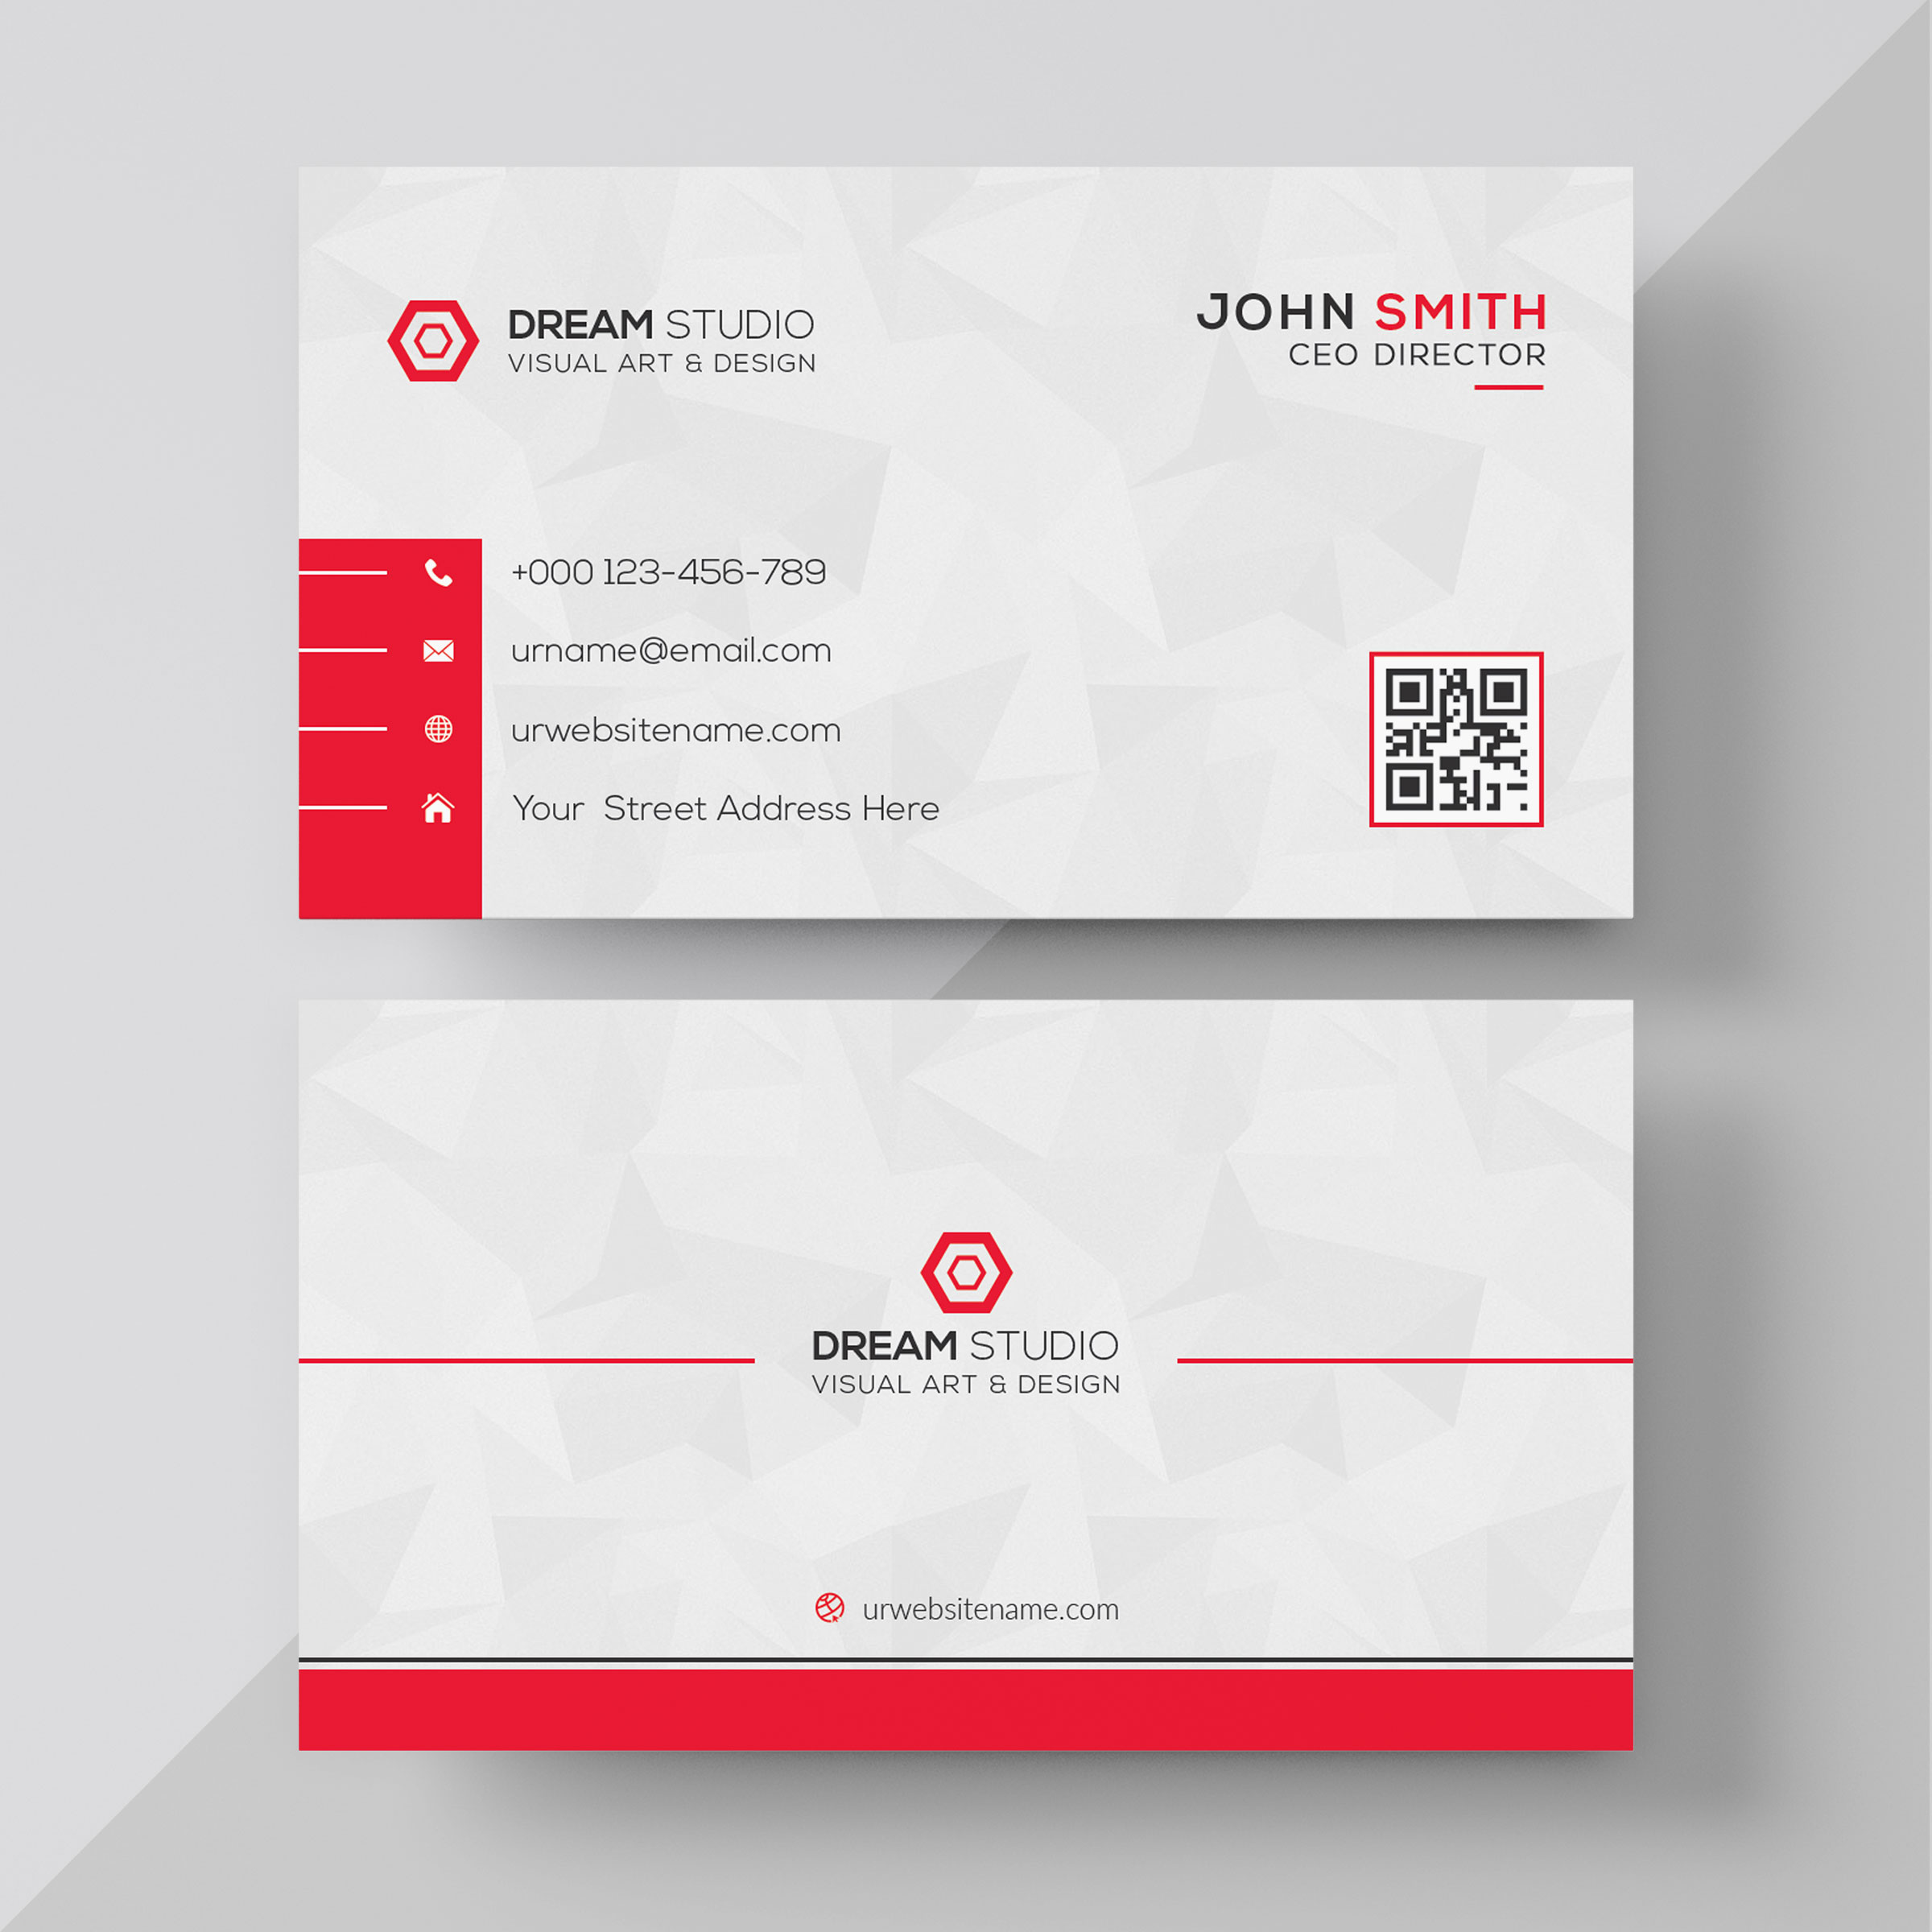 DREAM STUDIO
VISUAL ART & DESIGN
JOHN SMITH
CEO DIRECTOR
+000 123-456-789
urname@email.com
urwebsitename.com
Your  Street Address Here
DREAM STUDIO
VISUAL ART & DESIGN
urwebsitename.com